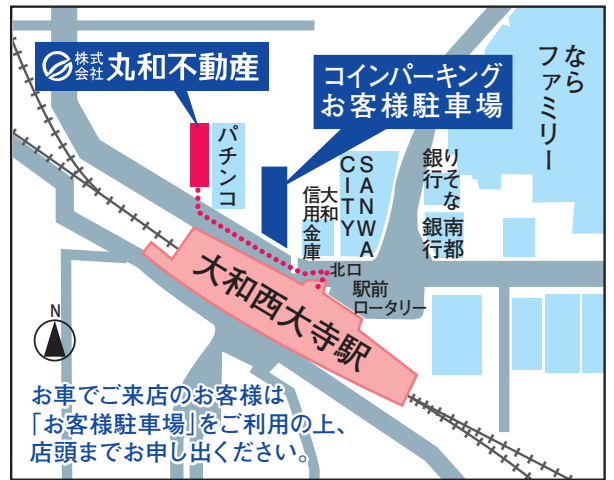 株式会社 丸和不動産
コインパーキング
お客様駐車場
なら
ファミリー
パチンコ
大和
信用金庫
SANWA
CITY
りそな
銀行
南都
銀行
北口
駅前
ロータリー
大和西大寺駅
N
お車でご来店のお客様は
「お客様駐車場」をご利用の上、
店頭までお申し出ください。